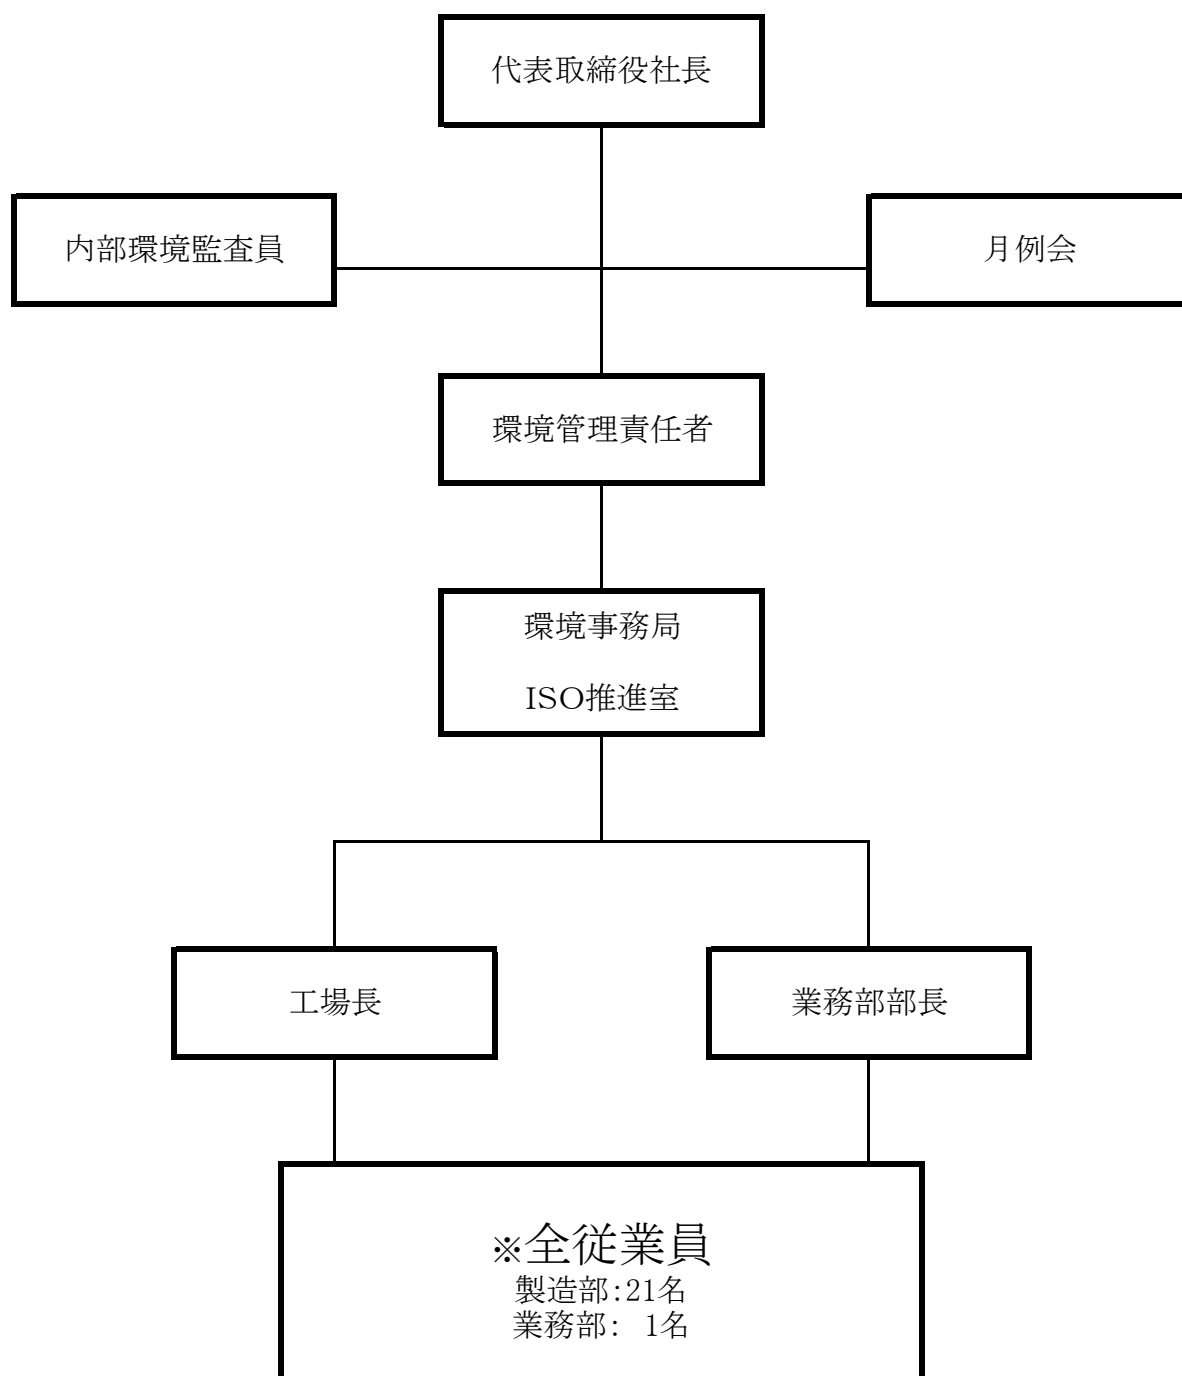 代表取締役社長
内部環境監査員
月例会
環境管理責任者
環境事務局
ISO推進室
工場長
業務部部長
※全従業員
製造部:21名
業務部: 1名